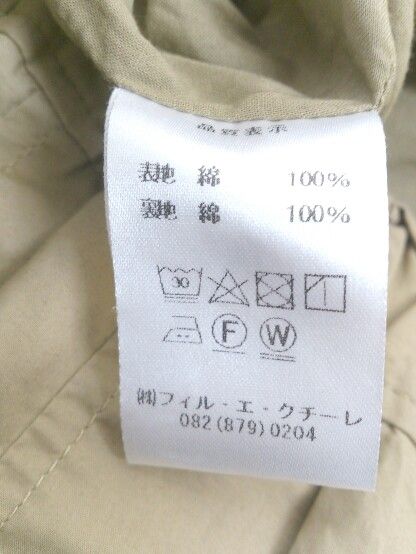 品質表示
表地 綿 100%
裏地 綿 100%
30
F W
㈱フィル・エ・クチーレ
082(879)0204